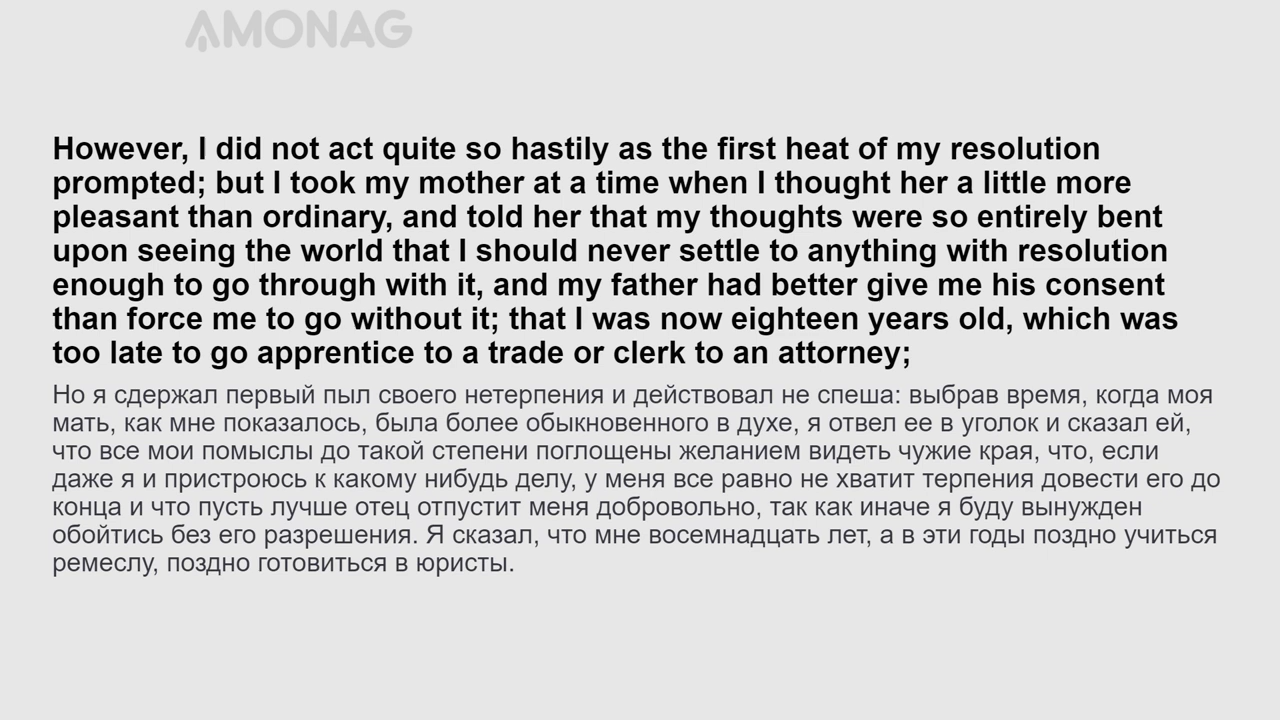 AMONAG
However, I did not act quite so hastily as the first heat of my resolution
prompted; but I took my mother at a time when I thought her a little more
pleasant than ordinary, and told her that my thoughts were so entirely bent
upon seeing the world that I should never settle to anything with resolution
enough to go through with it, and my father had better give me his consent
than force me to go without it; that I was now eighteen years old, which was
too late to go apprentice to a trade or clerk to an attorney;
Но я сдержал первый пыл своего нетерпения и действовал не спеша: выбрав время, когда моя
мать, как мне показалось, была более обыкновенного в духе, я отвел ее в уголок и сказал ей,
что все мои помыслы до такой степени поглощены желанием видеть чужие края, что, если
даже я и пристроюсь к какому нибудь делу, у меня все равно не хватит терпения довести его до
конца и что пусть лучше отец отпустит меня добровольно, так как иначе я буду вынужден
обойтись без его разрешения. Я сказал, что мне восемнадцать лет, а в эти годы поздно учиться
ремеслу, поздно готовиться в юристы.